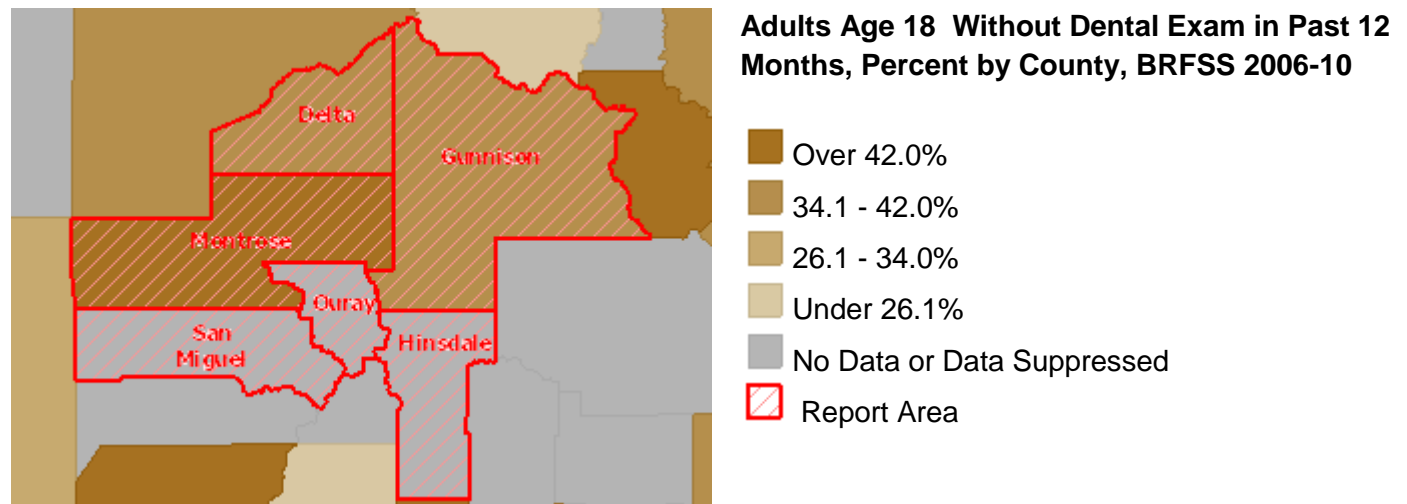 Adults Age 18 Without Dental Exam in Past 12
Months, Percent by County, BRFSS 2006-10
Over 42.0%
34.1 - 42.0%
26.1 - 34.0%
Under 26.1%
No Data or Data Suppressed
Report Area
Delta
Gunnison
Montrose
Ouray
San
Miguel
Hinsdale